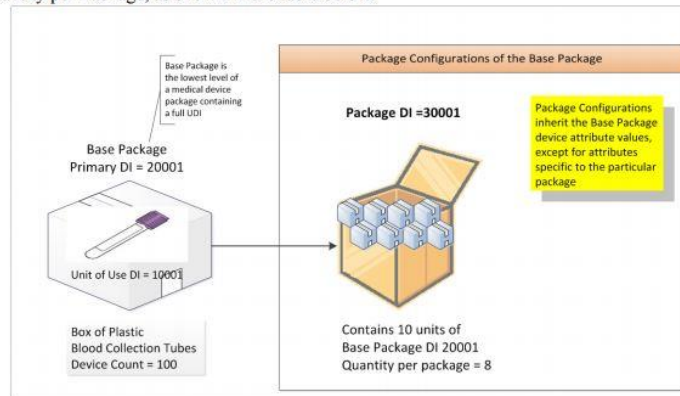 Package Configurations of the Base Package
Base Package is
the lowest level of
a medical device
package containing
a full UDI
Base Package
Primary DI = 20001
Unit of Use DI = 10001
Box of Plastic
Blood Collection Tubes
Device Count = 100
Package DI =30001
Contains 10 units of
Base Package DI 20001
Quantity per package = 8
Package Configurations
inherit the Base Package
device attribute values,
except for attributes
specific to the particular
package